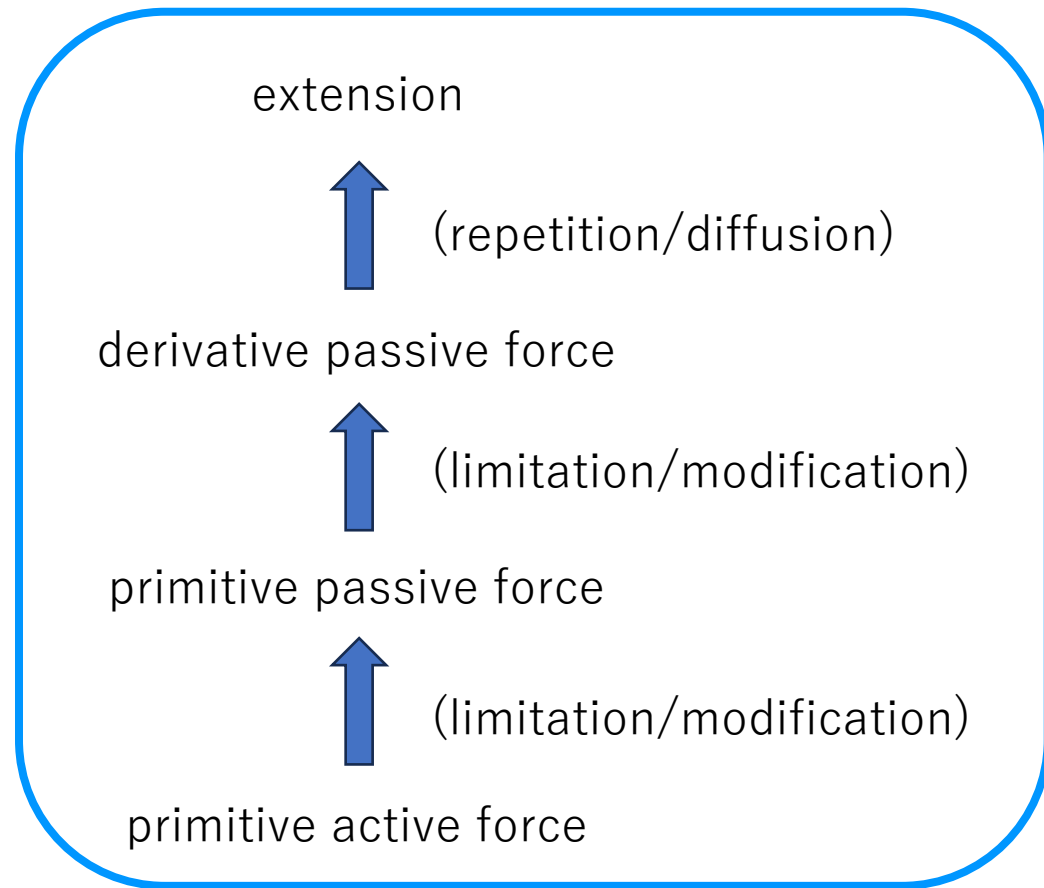 extension
(repetition/diffusion)
derivative passive force
(limitation/modification)
primitive passive force
(limitation/modification)
primitive active force